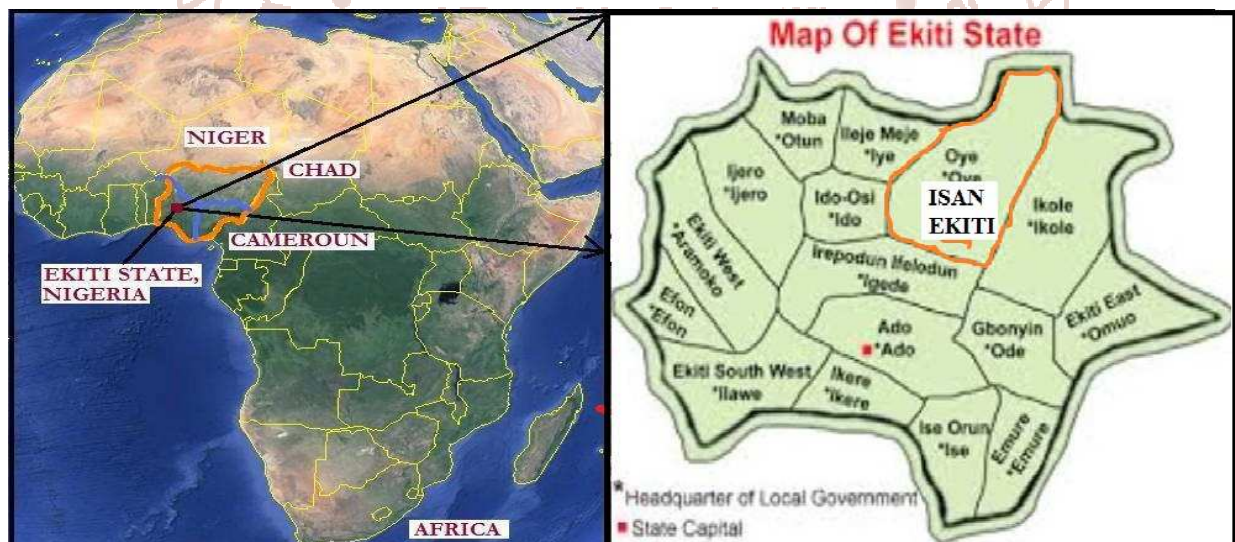 NIGER
CHAD
CAMEROUN
EKITI STATE,
NIGERIA
AFRICA
Map Of Ekiti State
Moba
*Otun
Ileje Meje
*Iye
Oye
ISAN
EKITI
Ijero
*Ijero
Ido-Osi
*Ido
Ikole
*Ikole
Ekiti West
*Aramoko
Irepodun Ifelodun
*Igede
Efon
*Efon
Ado
*Ado
Gbonyin
*Ode
Ekiti East
*Omuo
Ekiti South West
*Ilawe
Ikere
*Ikere
Ise Orun
*Ise
Emure
*Emure
*Headquarter of Local Government
State Capital